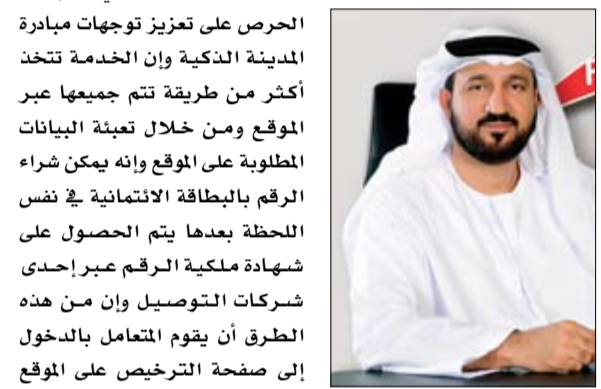 الحرص على تعزيز توجهات مبادرة
المدينة الذكية وإن الخدمة تتخذ
أكثر من طريقة تتم جميعها عبر
الموقع ومن خلال تعبئة البيانات
المطلوبة على الموقع وإنه يمكن شراء
الرقم بالبطاقة الائتمانية في نفس
اللحظة بعدها يتم الحصول على
شهادة ملكية الرقم عبر إحدى
شركات التوصيل وإن من هذه
الطرق أن يقوم المتعامل بالدخول
إلى صفحة الترخيص على الموقع